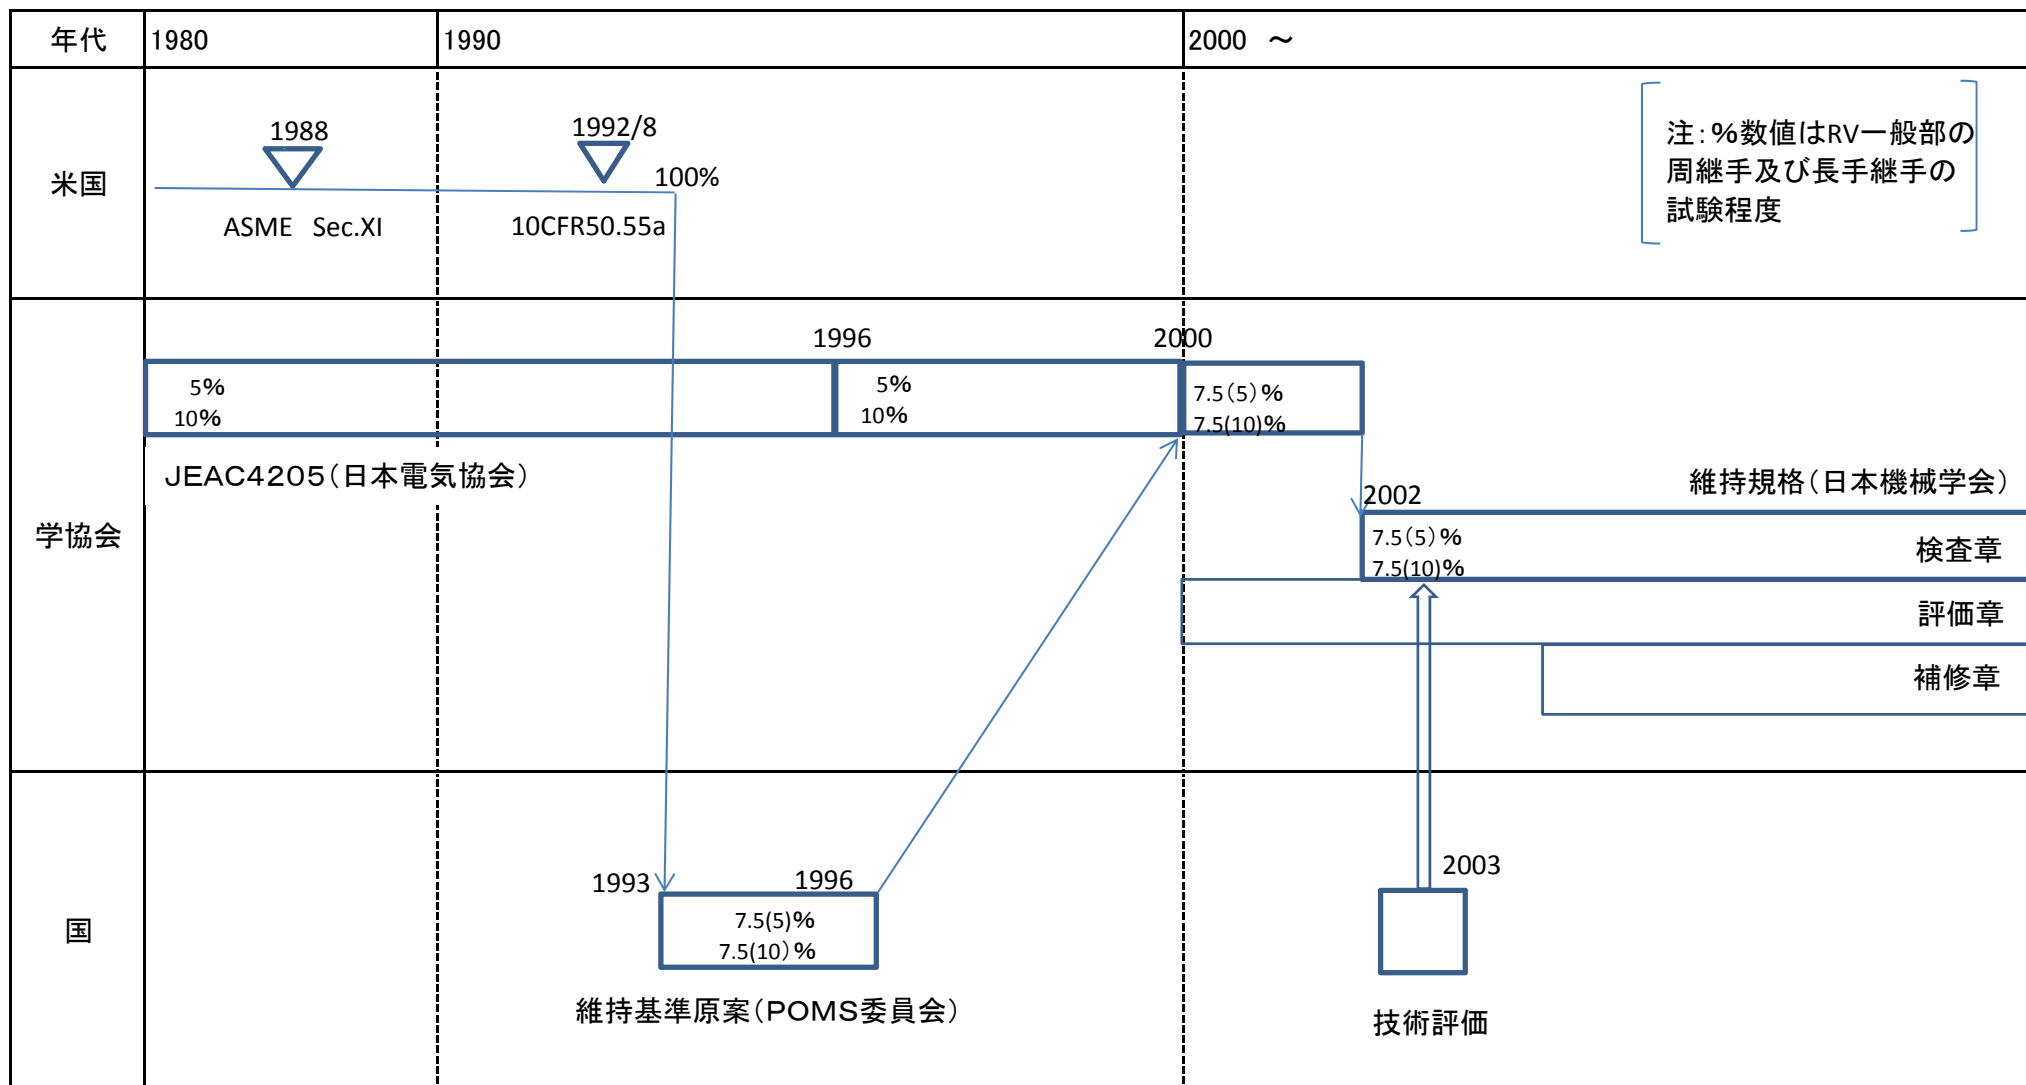 年代
1980
1990
2000 ～
米国
1988
ASME Sec.XI
1992/8
100%
10CFR50.55a
注：％数値はRV一般部の
周継手及び長手継手の
試験程度
学協会
1996
2000
5%
10%
5%
10%
7.5（5）%
7.5(10)%
JEAC4205（日本電気協会）
2002
維持規格（日本機械学会）
7.5（5）%
7.5(10)%
検査章
評価章
補修章
国
1993
1996
7.5(5)%
7.5(10）%
維持基準原案（POMS委員会）
2003
技術評価